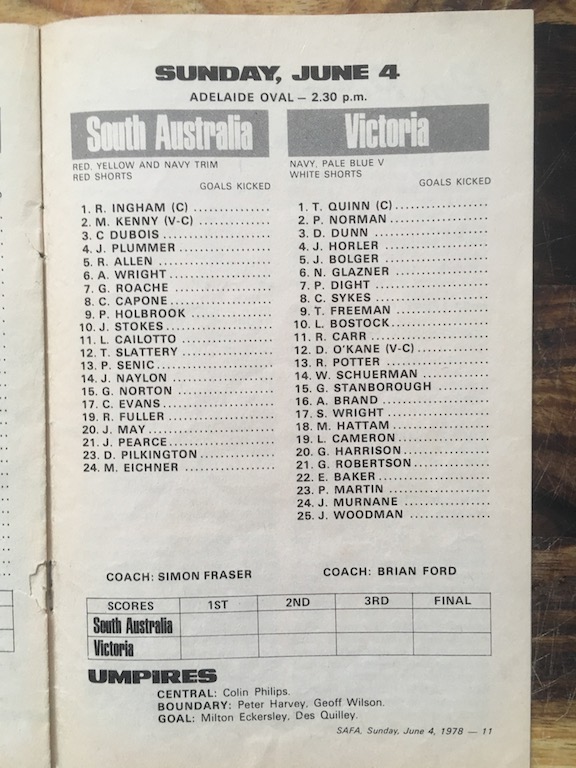 SUNDAY, JUNE 4
ADELAIDE OVAL — 2.30 p.m.
South Australia
RED, YELLOW AND NAVY TRIM
RED SHORTS
GOALS KICKED
1. R. INGHAM (C)
2. M. KENNY (V-C)
3. C DUBOIS
4. J. PLUMMER
5. R. ALLEN
6. A. WRIGHT
7. G. ROACHE
8. C. CAPONE
9. P. HOLBROOK
10. J. STOKES
11. L. CAILOTTO
12. T. SLATTERY
13. P. SENIC
14. J. NAYLON
15. G. NORTON
17. C. EVANS
19. R. FULLER
20. J. MAY
21. J. PEARCE
23. D. PILKINGTON
24. M. EICHNER
COACH: SIMON FRASER
Victoria
NAVY, PALE BLUE V
WHITE SHORTS
GOALS KICKED
1. T. QUINN (C)
2. P. NORMAN
3. D. DUNN
4. J. HORLER
5. J. BOLGER
6. N. GLAZNER
7. P. DIGHT
8. C. SYKES
9. T. FREEMAN
10. L. BOSTOCK
11. R. CARR
12. D. O'KANE (V-C)
13. R. POTTER
14. W. SCHUERMAN
15. G. STANBOROUGH
16. A. BRAND
17. S. WRIGHT
18. M. HATTAM
19. L. CAMERON
20. G. HARRISON
21. G. ROBERTSON
22. E. BAKER
23. P. MARTIN
24. J. MURNANE
25. J. WOODMAN
COACH: BRIAN FORD
SCORES 1ST 2ND 3RD FINAL
South Australia
Victoria
UMPIRES
CENTRAL: Colin Philips.
BOUNDARY: Peter Harvey, Geoff Wilson.
GOAL: Milton Eckersley, Des Quilley.
SAFA, Sunday, June 4, 1978 — 11